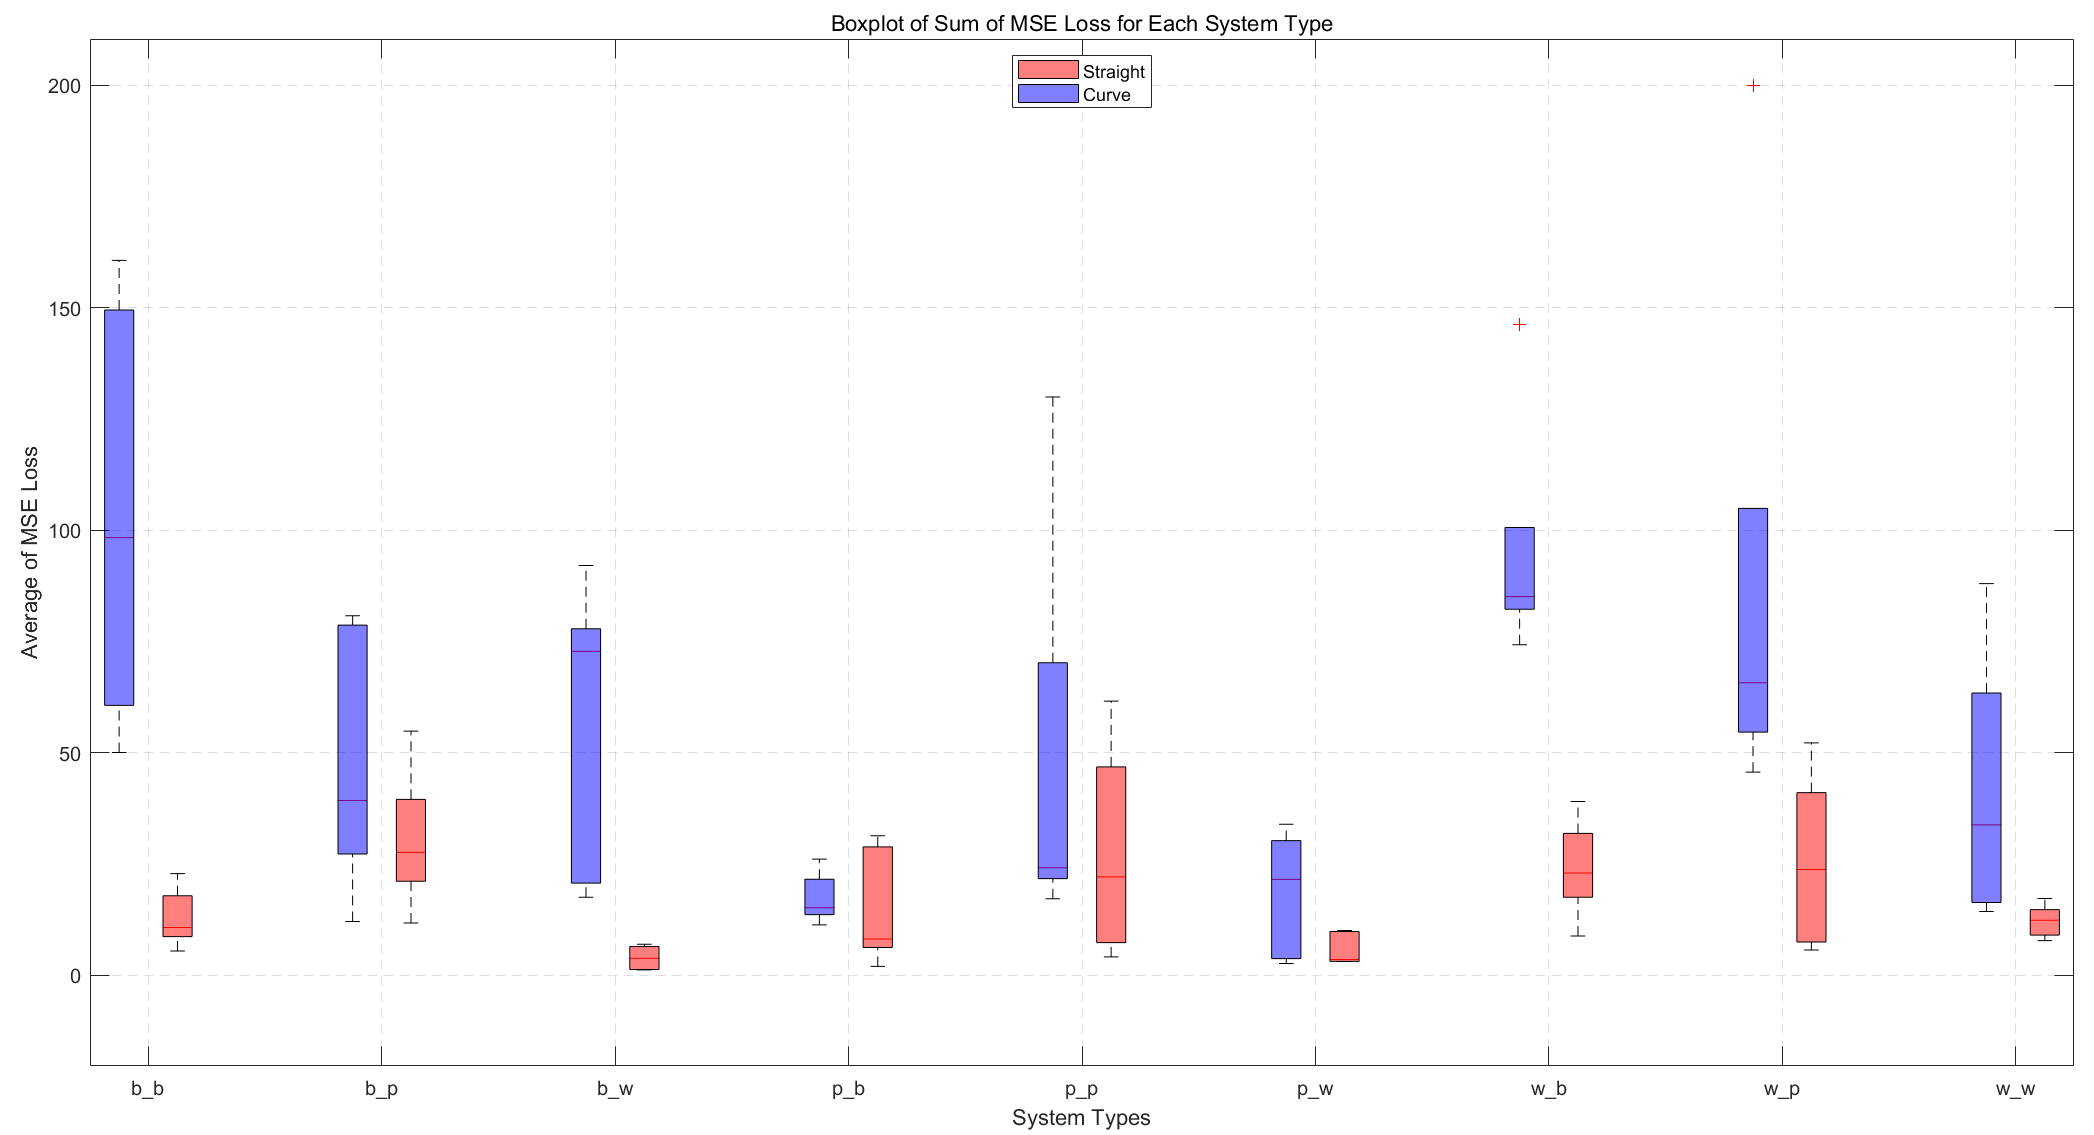 Boxplot of Sum of MSE Loss for Each System Type
Straight
Curve
200
150
100
50
0
Average of MSE Loss
b_b b_p b_w p_b p_p p_w w_b w_p w_w
System Types